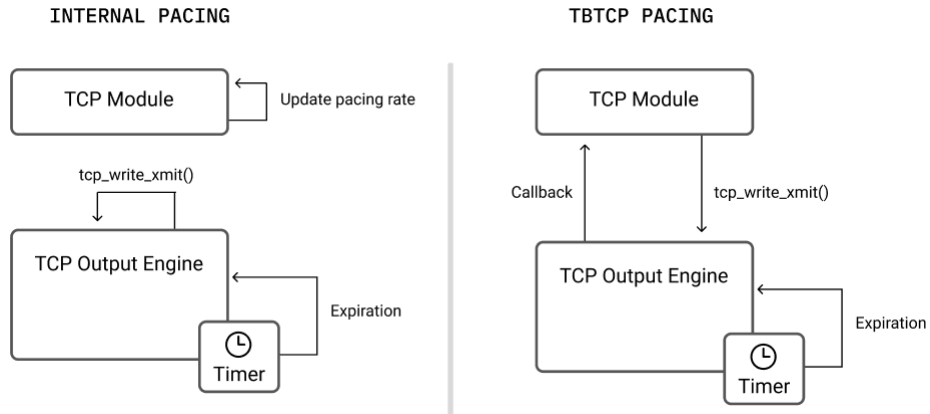 INTERNAL PACING
TCP Module
Update pacing rate
tcp_write_xmit()
TCP Output Engine
Expiration
Timer
TBTCP PACING
TCP Module
Callback
tcp_write_xmit()
TCP Output Engine
Expiration
Timer